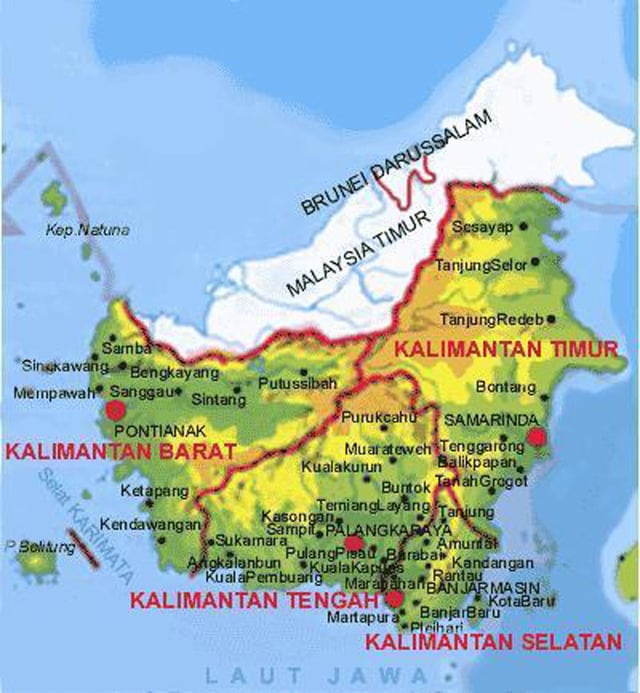 BRUNEI DARUSSALAM
Kep.Natuna
MALAYSIA TIMUR
Sesayap
TanjungSelor
TanjungRedeb
KALIMANTAN TIMUR
Samba
Singkawang
Bengkayang
Putussibah
Mempawah
Sanggau
Sintang
Bontang
PONTIANAK
Purukcahu
SAMARINDA
KALIMANTAN BARAT
Muarateweh
Tenggarong
Kualakurun
Balikpapan
Selat KARIMATA
Ketapang
Buntok
TanahGrogot
TemiangLayang
Kendawangan
Kasongan
Tanjung
Sampit
PALANGKARAYA
P.Belitung
Sukamara
Amuntai
PulangPisau
Barabai
Angkalanbun
KualaKapuas
Kandangan
KualaPembuang
Marabahan
Rantau
BANJARMASIN
KALIMANTAN TENGAH
KotaBaru
Martapura
BanjarBaru
Pleihari
KALIMANTAN SELATAN
LAUT JAWA